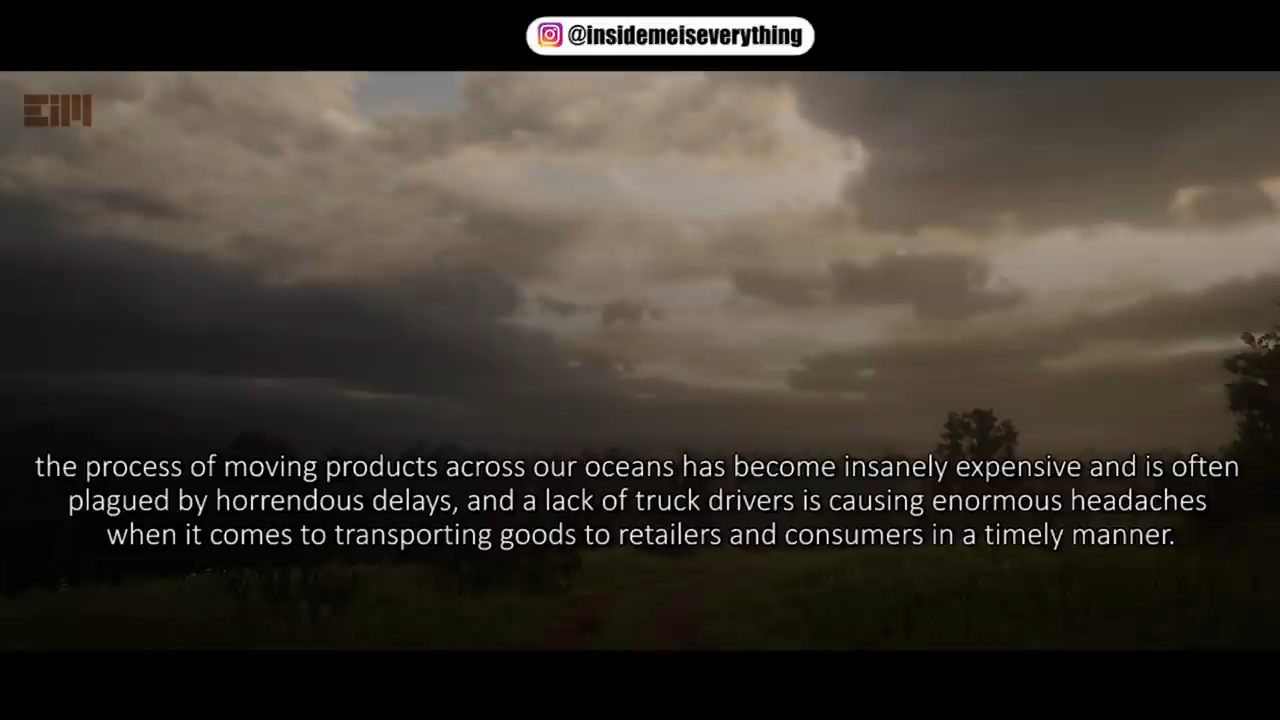 @insidemeiseverything
EiM
the process of moving products across our oceans has become insanely expensive and is often
plagued by horrendous delays, and a lack of truck drivers is causing enormous headaches
when it comes to transporting goods to retailers and consumers in a timely manner.